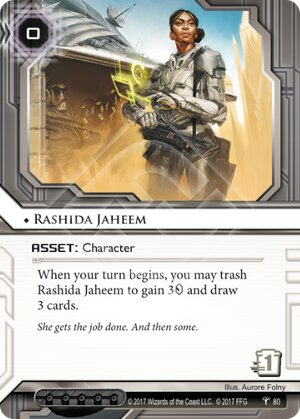 0
⬥ Rashida Jaheem
ASSET: Character
When your turn begins, you may trash
Rashida Jaheem to gain 3 and draw
3 cards.
She gets the job done. And then some.
1
Illus. Aurore Folny
© 2017 Wizards of the Coast LLC. © 2017 FFG
80